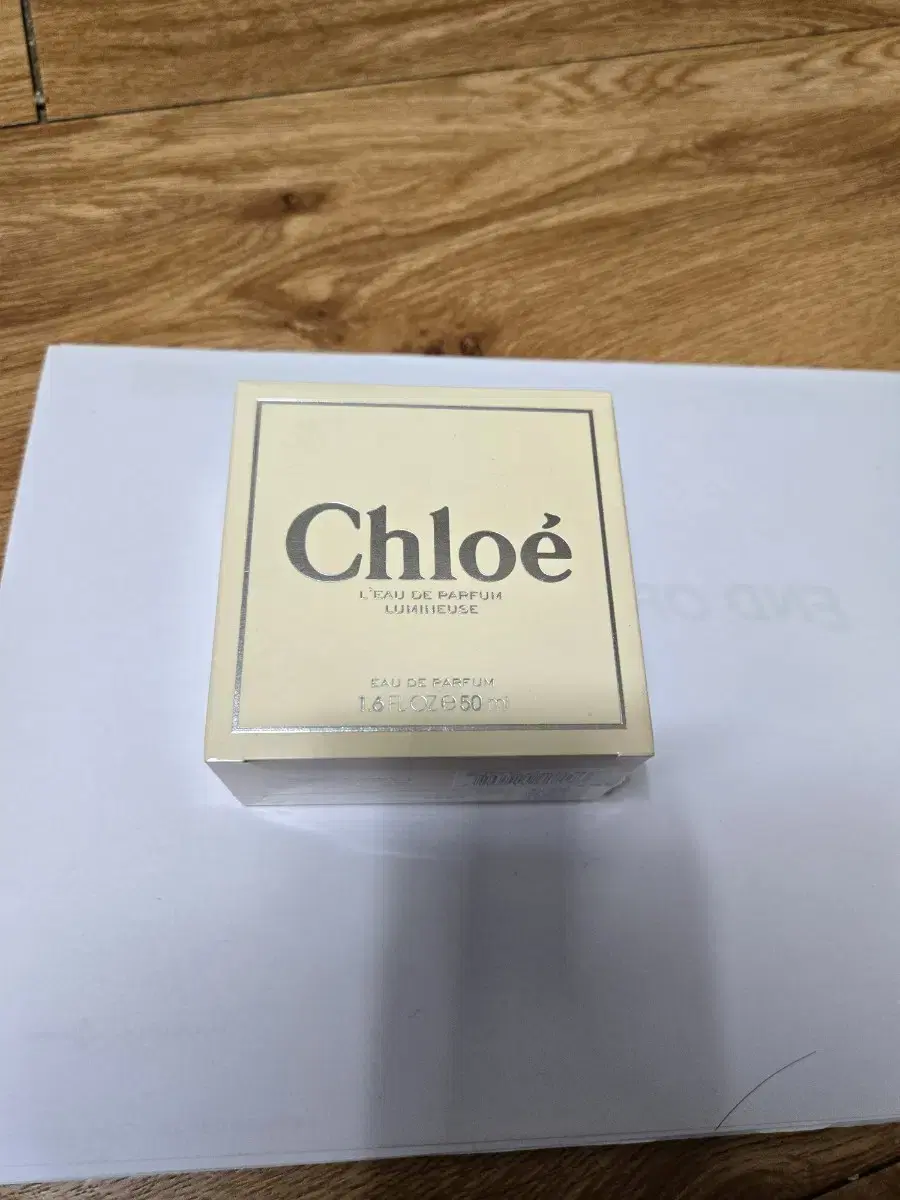 Chloé
L'EAU DE PARFUM
LUMINEUSE
EAU DE PARFUM
1.6 FL OZ ℮ 50 ml